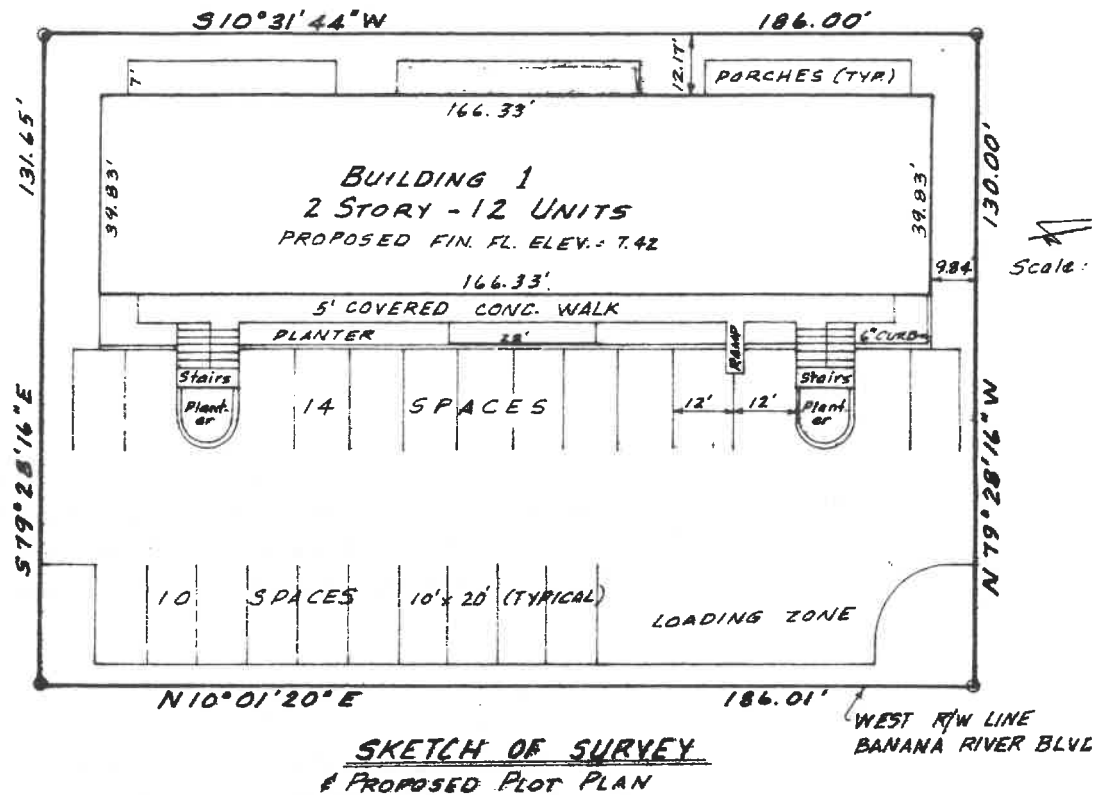 S10°31'44"W 186.00'
7'
12.17'
PORCHES (TYP.)
166.33'
131.65'
39.83'
BUILDING 1
2 STORY - 12 UNITS
PROPOSED FIN. FL. ELEV.= 7.42
39.83'
130.00'
9.84
Scale:
166.33'
5' COVERED CONC. WALK
PLANTER
28'
RAMP
6" CURB
Stairs
Stairs
Plant-
er
Plant-
er
14 SPACES
12' 12'
S79°28'16"E
N79°28'16"W
10 SPACES 10'x 20' (TYPICAL)
LOADING ZONE
N10°01'20"E 186.01'
WEST R/W LINE
BANANA RIVER BLVD
SKETCH OF SURVEY
& PROPOSED PLOT PLAN